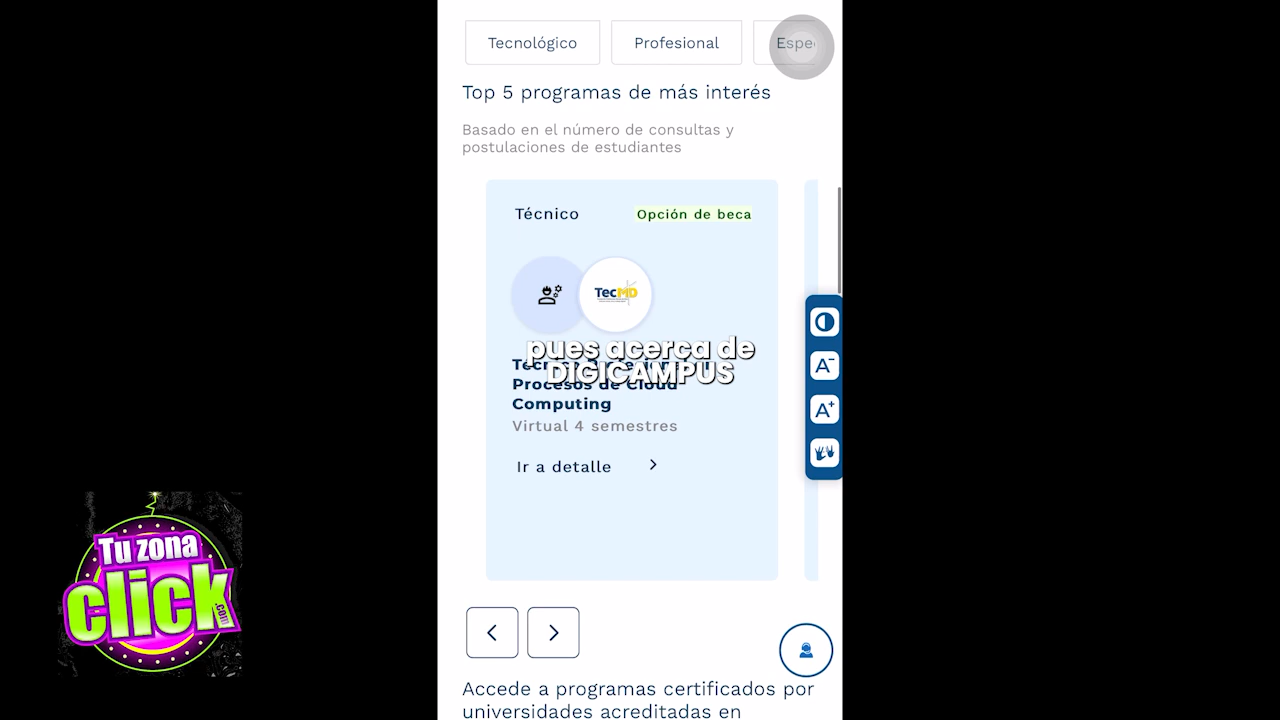 Tecnológico
Profesional
Espe
Top 5 programas de más interés
Basado en el número de consultas y
postulaciones de estudiantes
Técnico
Opción de beca
TecMD
pues acerca de
DIGICAMPUS
Procesos de Cloud
Computing
Virtual 4 semestres
Ir a detalle
A-
A+
Tu zona
click
.com
Accede a programas certificados por
universidades acreditadas en